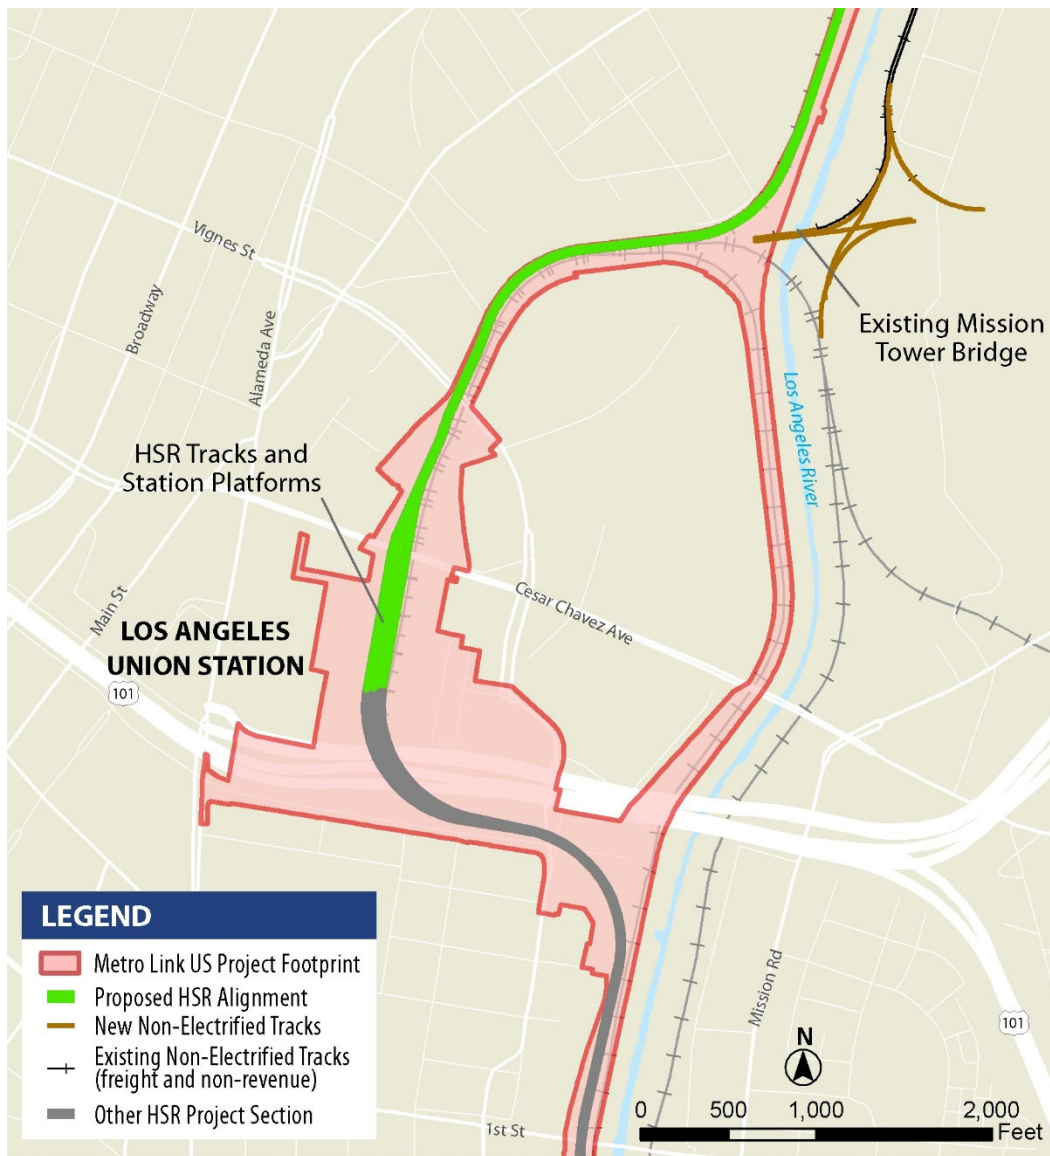 Vignes St
Broadway
Alameda Ave
Existing Mission
Tower Bridge
Los Angeles River
HSR Tracks and
Station Platforms
Cesar Chavez Ave
Main St
LOS ANGELES
UNION STATION
101
LEGEND
Metro Link US Project Footprint
Proposed HSR Alignment
New Non-Electrified Tracks
Existing Non-Electrified Tracks
(freight and non-revenue)
Other HSR Project Section
Mission Rd
101
1st St
N
0 500 1,000 2,000
Feet